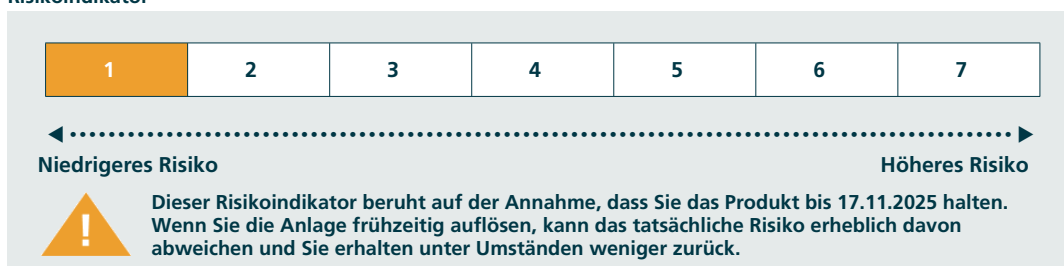 Risikoindikator
1 2 3 4 5 6 7
Niedrigeres Risiko Höheres Risiko
!
Dieser Risikoindikator beruht auf der Annahme, dass Sie das Produkt bis 17.11.2025 halten.
Wenn Sie die Anlage frühzeitig auflösen, kann das tatsächliche Risiko erheblich davon
abweichen und Sie erhalten unter Umständen weniger zurück.